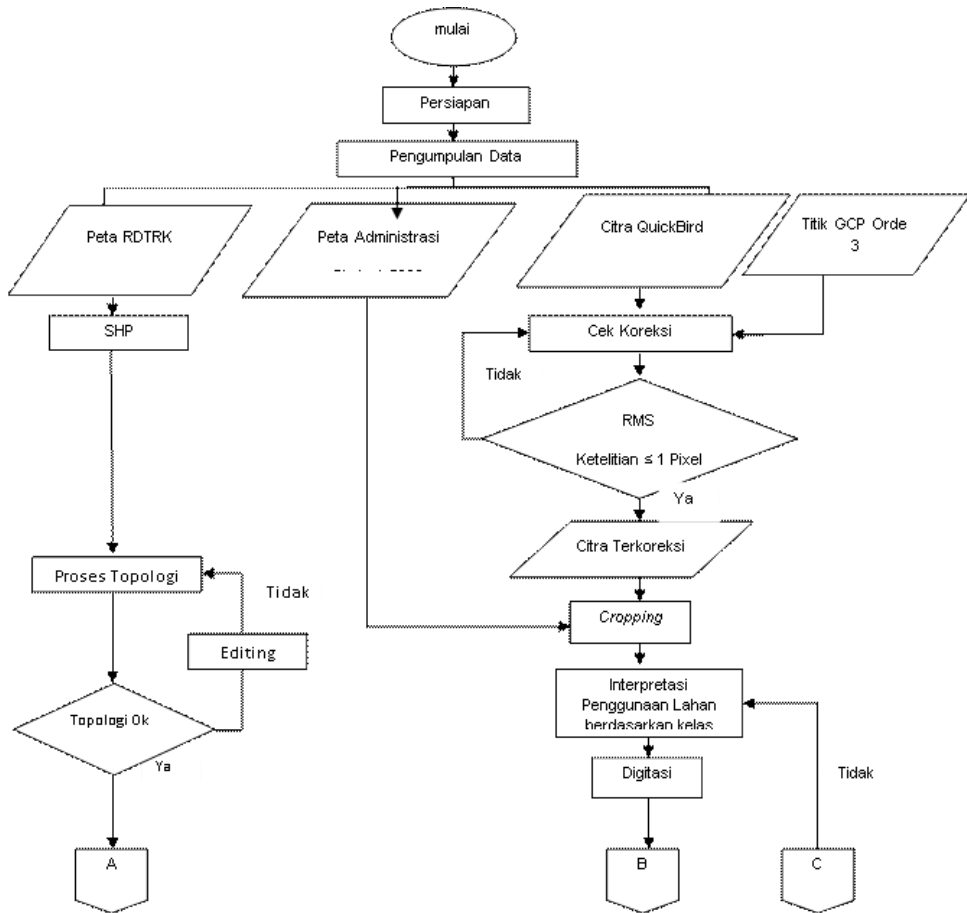 mulai
Persiapan
Pengumpulan Data
Peta RDTRK
Peta Administrasi
Citra QuickBird
Titik GCP Orde
3
SHP
Cek Koreksi
Tidak
RMS
Ketelitian ≤ 1 Pixel
Ya
Citra Terkoreksi
Proses Topologi
Tidak
Editing
Cropping
Interpretasi
Penggunaan Lahan
berdasarkan kelas
Topologi Ok
Ya
Digitasi
Tidak
A
B
C